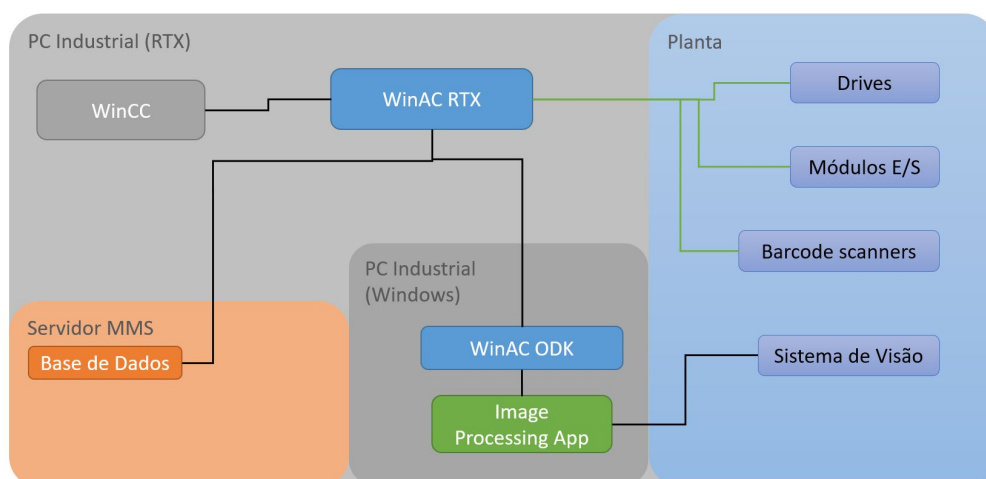 PC Industrial (RTX)
Planta
WinCC
WinAC RTX
Drives
Módulos E/S
Barcode scanners
PC Industrial
(Windows)
Servidor MMS
Base de Dados
WinAC ODK
Sistema de Visão
Image
Processing App